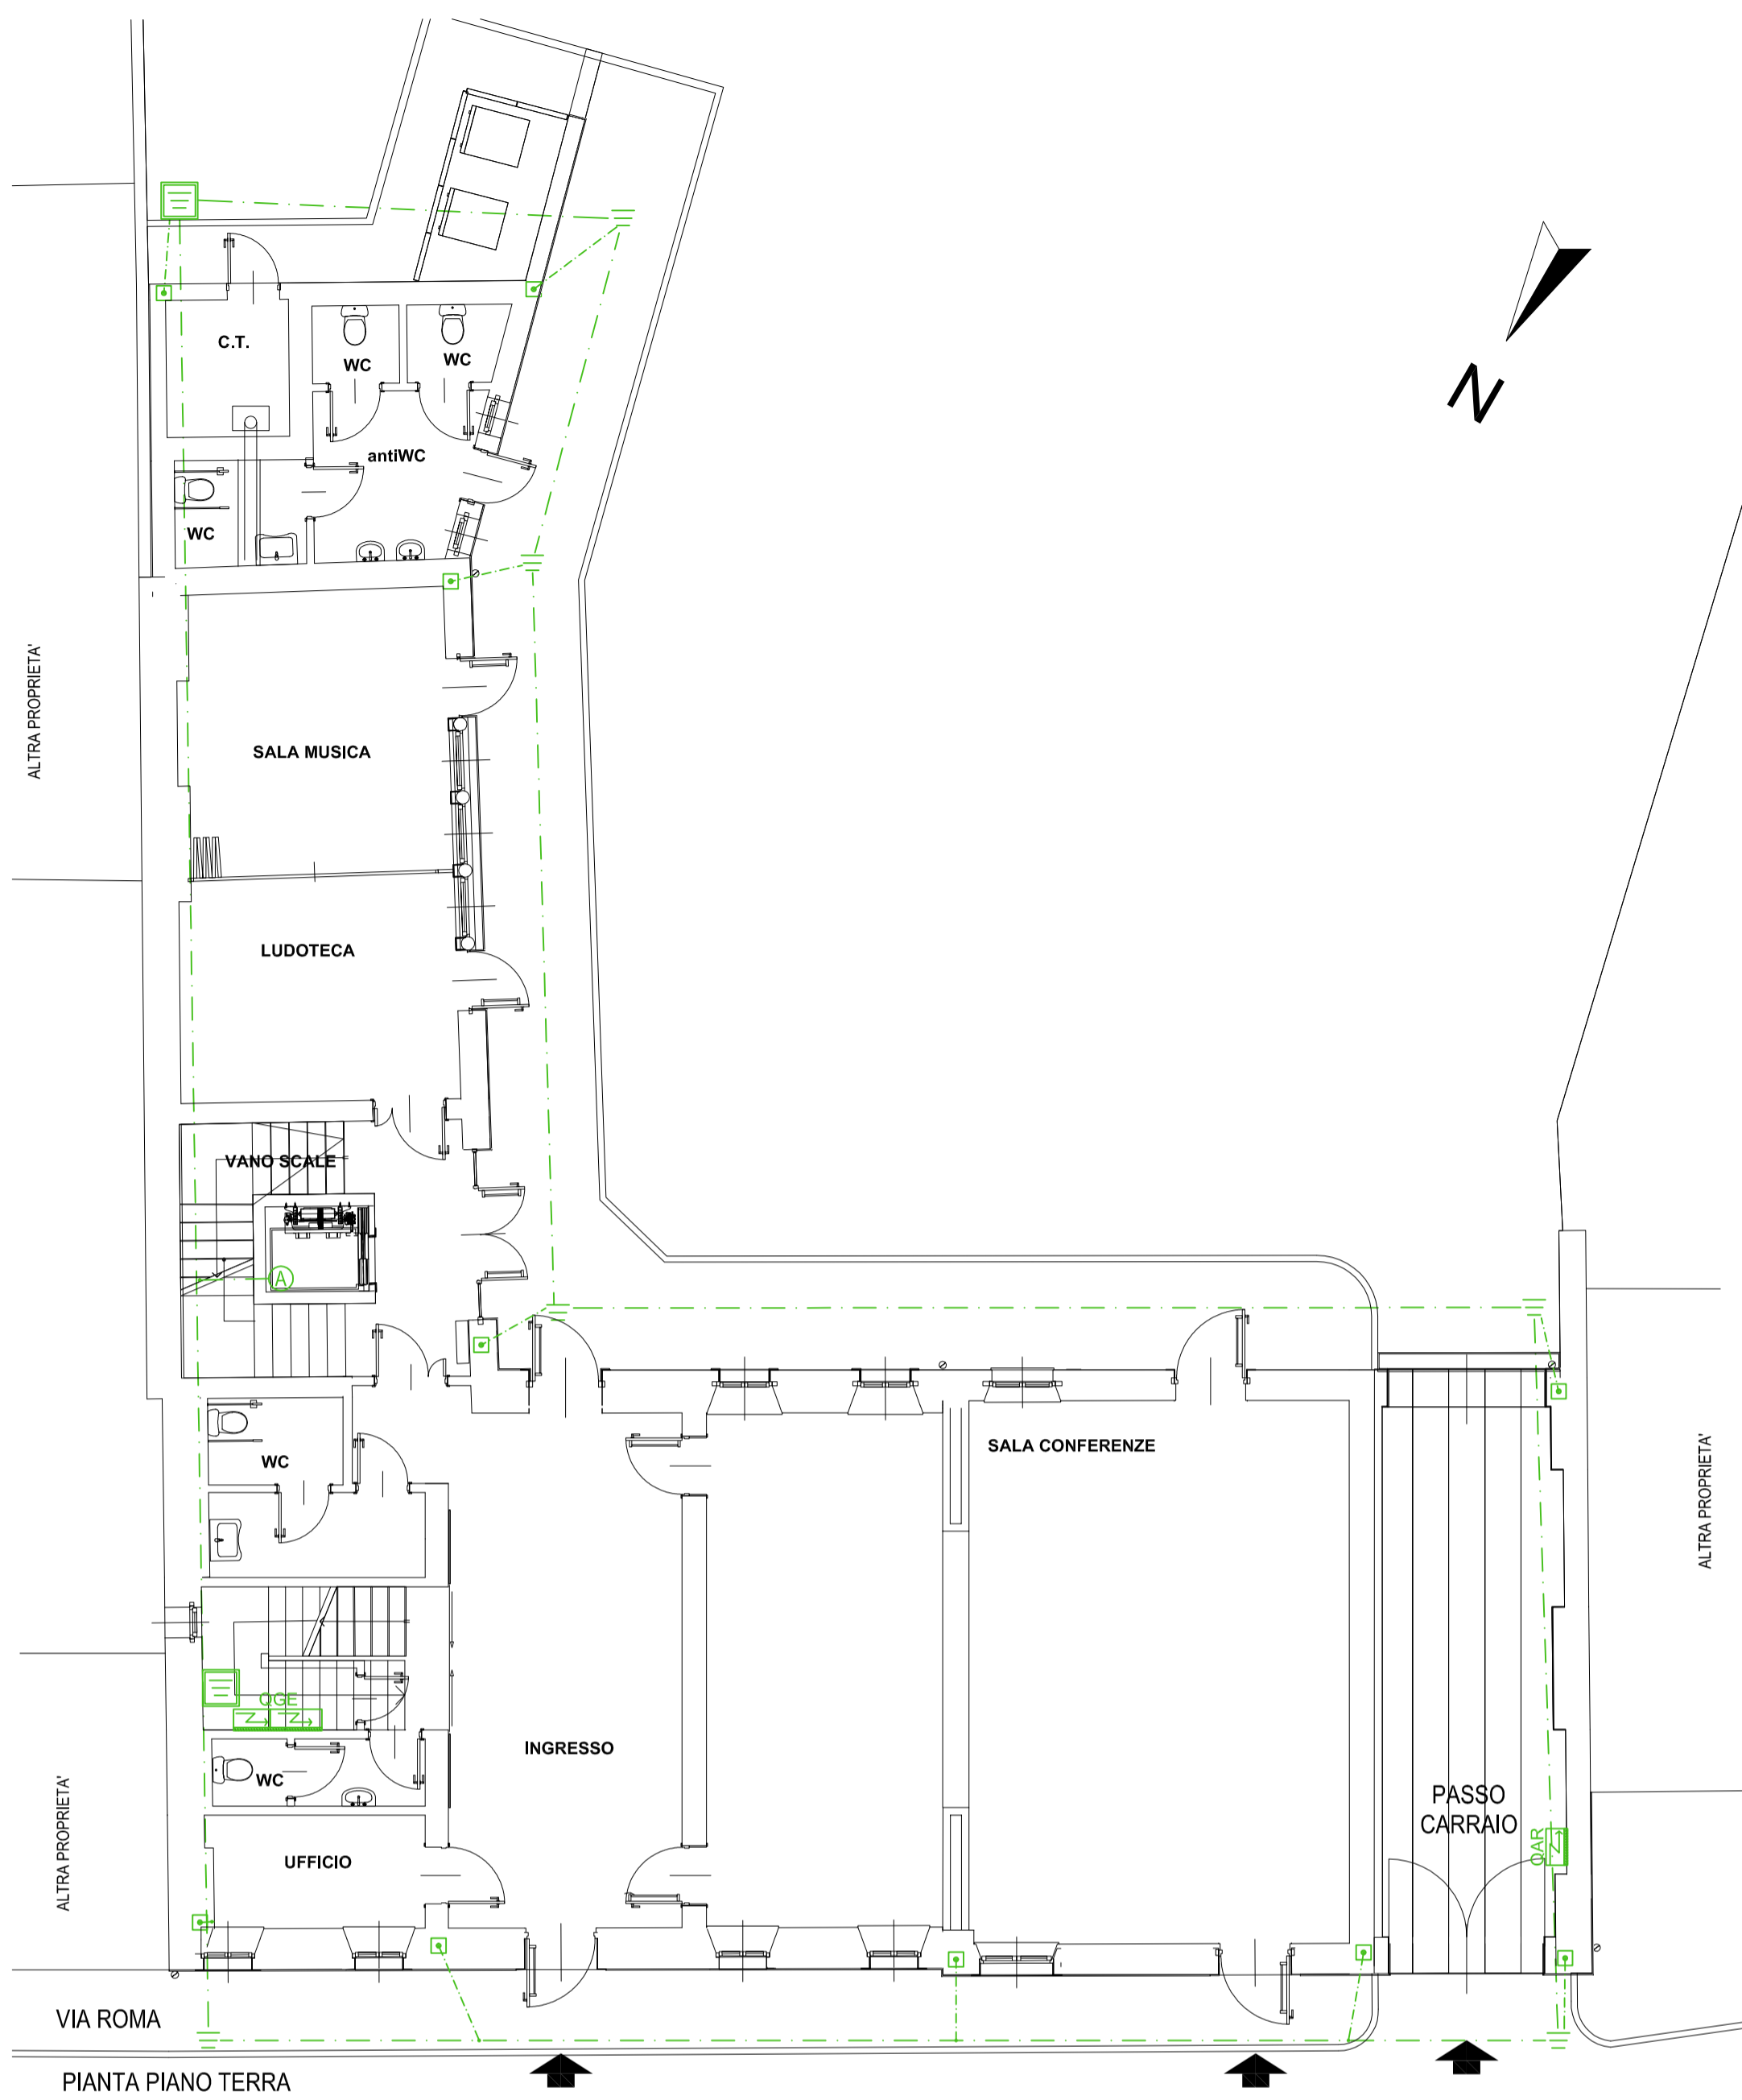 C.T.
WC
WC
N
antiWC
WC
ALTRA PROPRIETA'
SALA MUSICA
LUDOTECA
VANO SCALE
A
SALA CONFERENZE
WC
ALTRA PROPRIETA'
QGE
INGRESSO
WC
PASSO
CARRAIO
QAR
ALTRA PROPRIETA'
UFFICIO
VIA ROMA
PIANTA PIANO TERRA